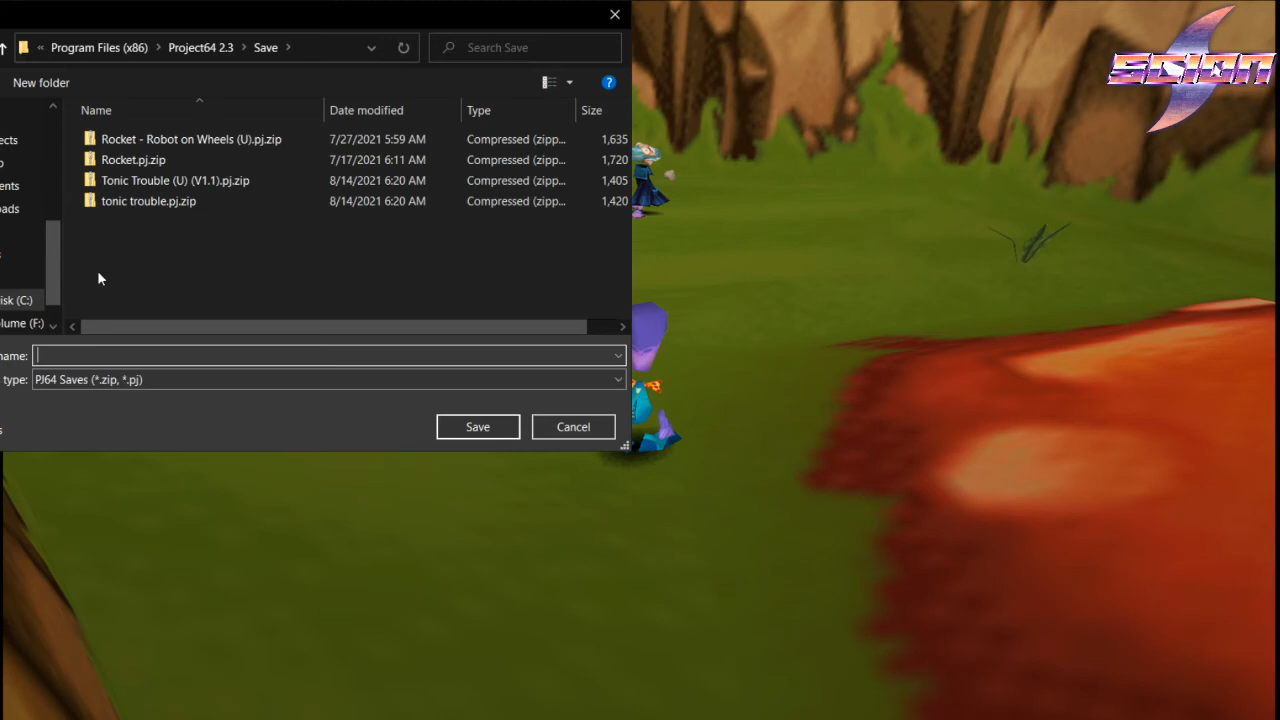 SCION
« Program Files (x86) > Project64 2.3 > Save >
Search Save
New folder
?
Name Date modified Type Size
Rocket - Robot on Wheels (U).pj.zip 7/27/2021 5:59 AM Compressed (zipp... 1,635
Rocket.pj.zip 7/17/2021 6:11 AM Compressed (zipp... 1,720
Tonic Trouble (U) (V1.1).pj.zip 8/14/2021 6:20 AM Compressed (zipp... 1,405
tonic trouble.pj.zip 8/14/2021 6:20 AM Compressed (zipp... 1,420
ects
p
ents
oads
s
isk (C:)
lume (F:)
name:
type: PJ64 Saves (*.zip, *.pj)
s
Save Cancel